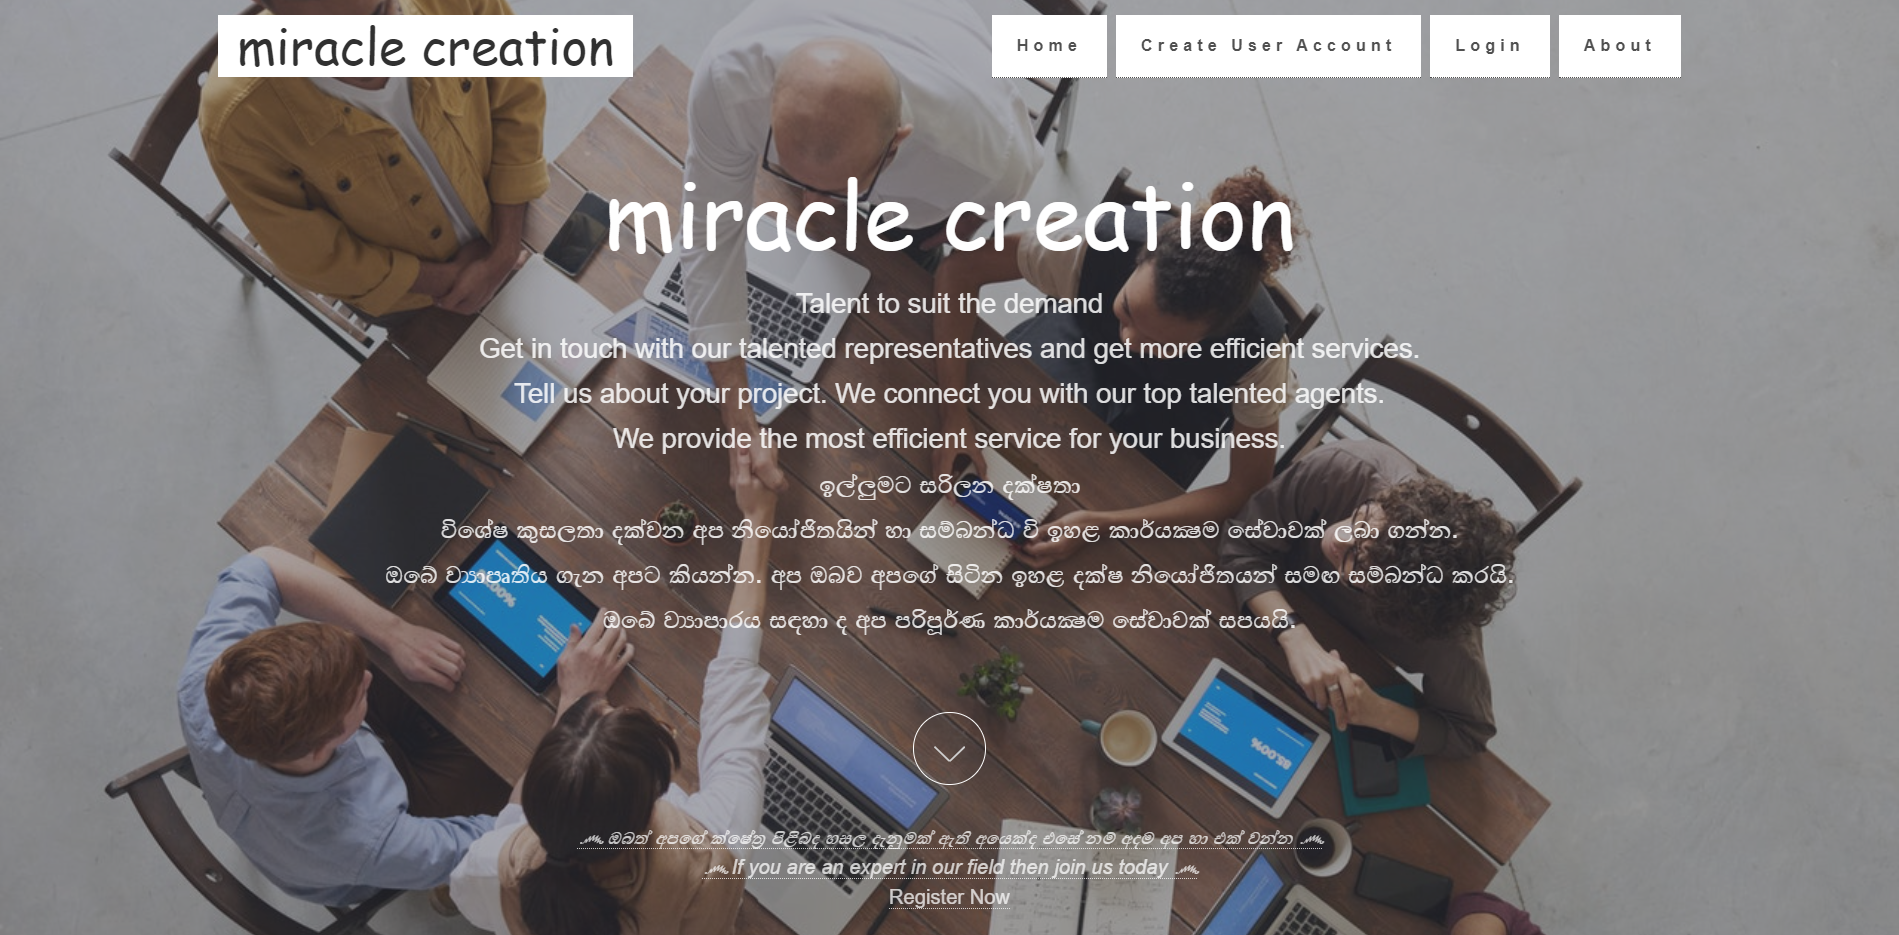 miracle creation
Home Create User Account Login About
miracle creation
Talent to suit the demand
Get in touch with our talented representatives and get more efficient services.
Tell us about your project. We connect you with our top talented agents.
We provide the most efficient service for your business.
ඉල්ලුමට සරිලන දක්ෂතා
විශේෂ කුසලතා දක්වන අප නියෝජිතයින් හා සම්බන්ධ වි ඉහළ කාර්යක්‍ෂම සේවාවක් ලබා ගන්න.
ඔබේ ව්‍යාපෘතිය ගැන අපට කියන්න. අප ඔබව අපගේ සිටින ඉහළ දක්ෂ නියෝජිතයන් සමඟ සම්බන්ධ කරයි.
ඔබේ ව්‍යාපාරය සඳහා ද අප පරිපූර්ණ කාර්යක්‍ෂම සේවාවක් සපයයි.
ඔබත් අපගේ ක්ෂේත්‍ර පිළිබද හසල දැනුමක් ඇති අයෙක්ද එසේ නම් අදම අප හා එක් වන්න
If you are an expert in our field then join us today
Register Now
85.00%